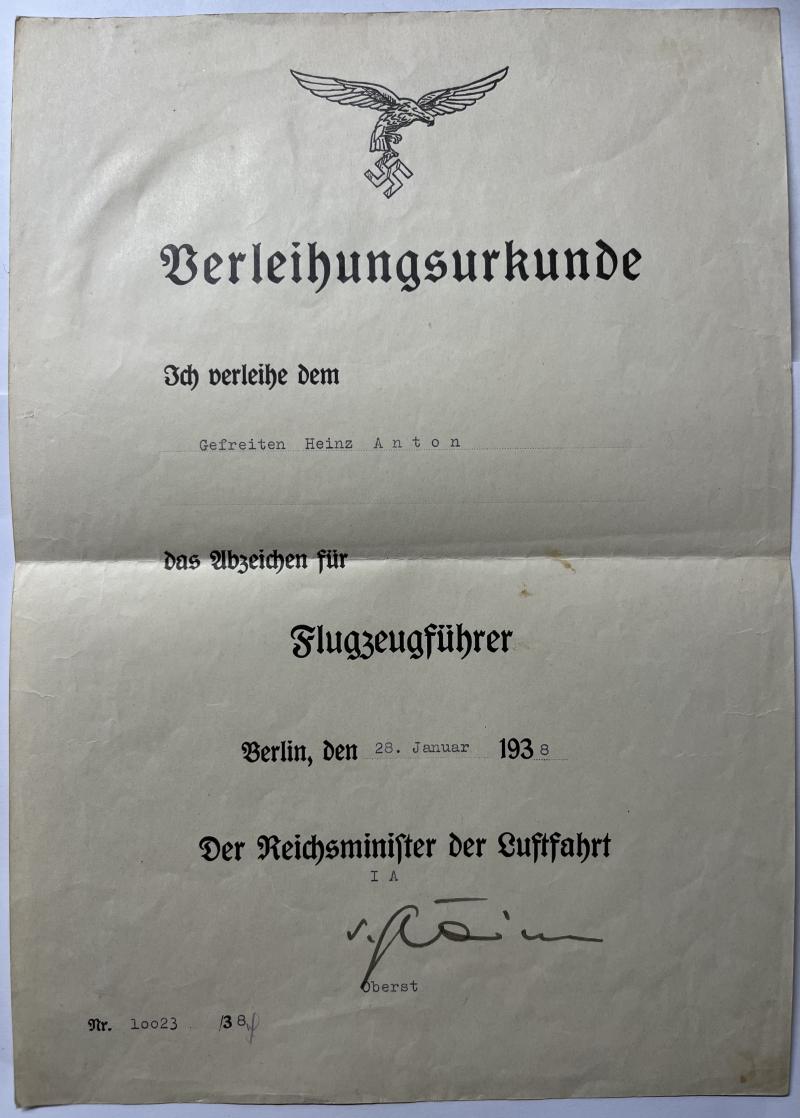 Verleihungsurkunde
Ich verleihe dem
Gefreiten Heinz Anton
das Abzeichen für
Flugzeugführer
Berlin, den 28. Januar 1938
Der Reichsminister der Luftfahrt
I A
Oberst
Nr. 10023 /38